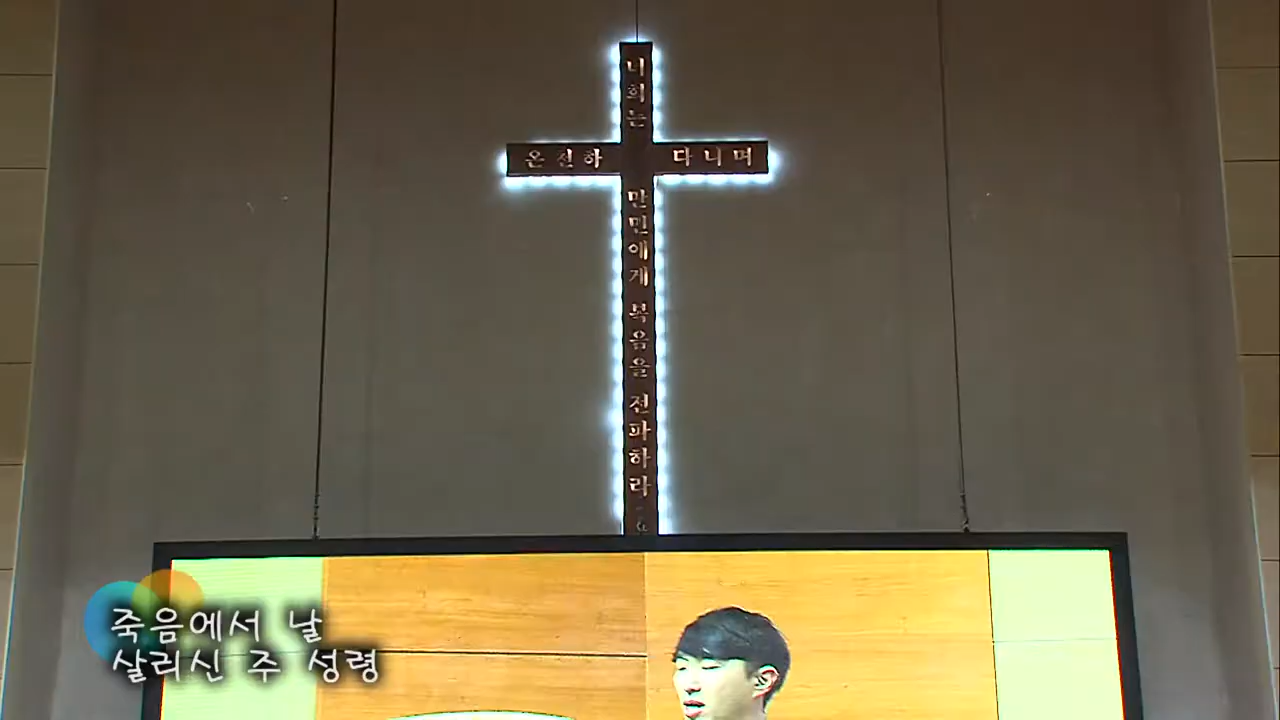 너희는
온천하 다니며
만민에게 복음을 전파하라
죽음에서 날
살리신 주 성령